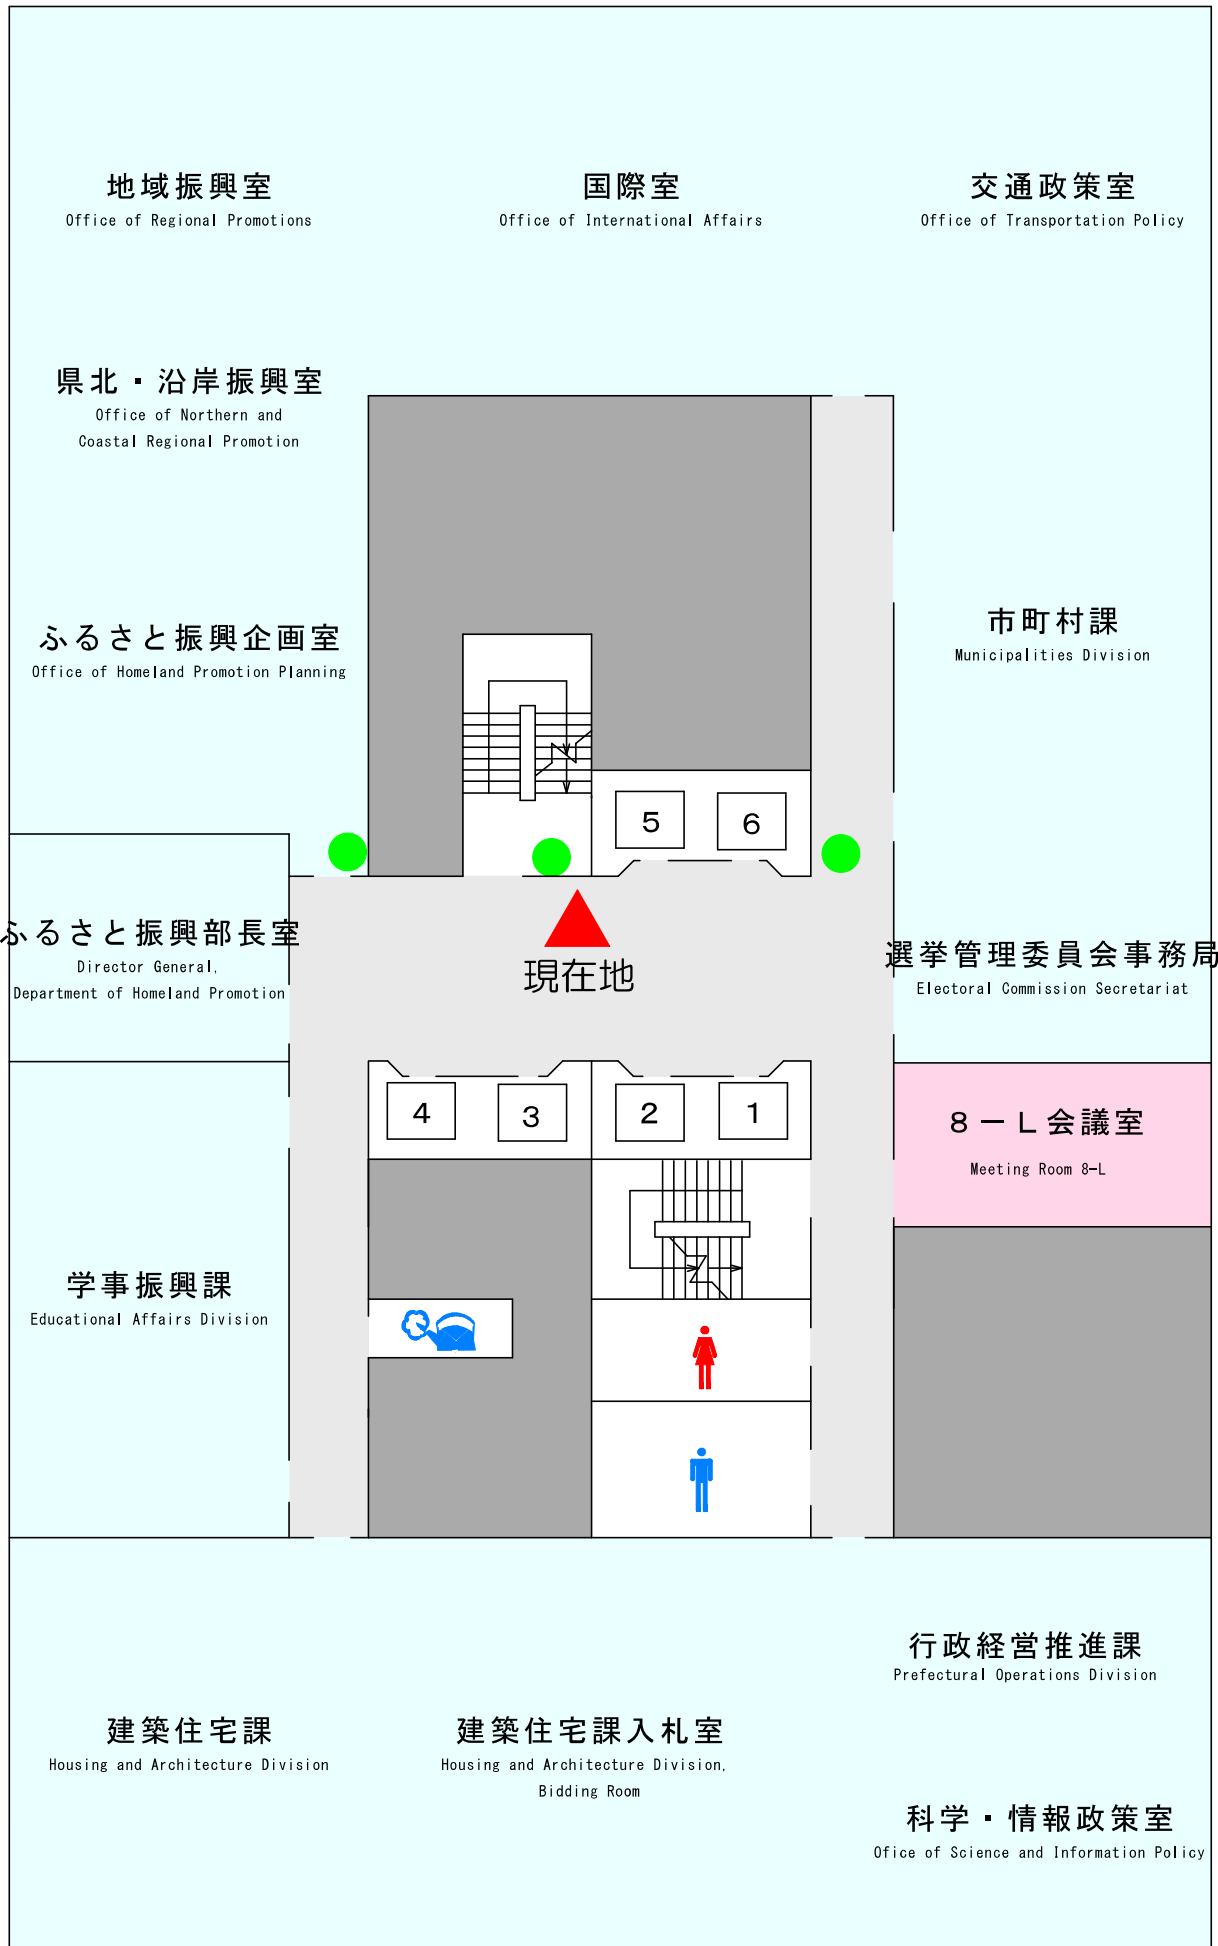 地域振興室
Office of Regional Promotions
国際室
Office of International Affairs
交通政策室
Office of Transportation Policy
県北・沿岸振興室
Office of Northern and
Coastal Regional Promotion
ふるさと振興企画室
Office of Homeland Promotion Planning
市町村課
Municipalities Division
5
6
ふるさと振興部長室
Director General,
Department of Homeland Promotion
現在地
選挙管理委員会事務局
Electoral Commission Secretariat
4
3
2
1
8－L会議室
Meeting Room 8-L
学事振興課
Educational Affairs Division
行政経営推進課
Prefectural Operations Division
建築住宅課
Housing and Architecture Division
建築住宅課入札室
Housing and Architecture Division,
Bidding Room
科学・情報政策室
Ofice of Science and Information Policy